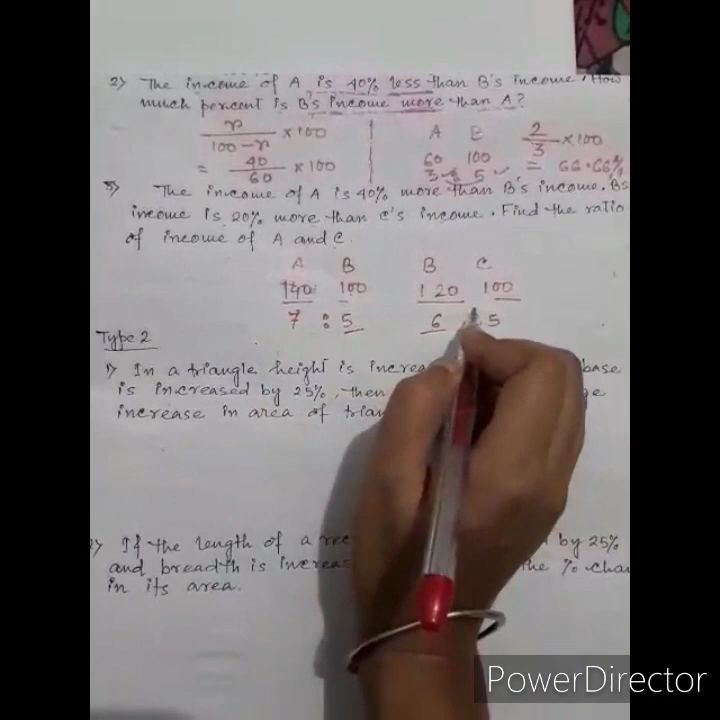 2) The income of A is 40% less than B's income. How
much percent is B's income more than A?
r/100-r × 100
A B
2/3 × 100
= 40/60 × 100
60 100
3 : 5
= 66.66%
3) The income of A is 40% more than B's income. B's
income is 20% more than C's income. Find the ratio
of income of A and C.
A B B C
140 : 100 120 100
7 : 5 6 : 5
Type 2
1) In a triangle height is base
is increased by 25%, then
increase in area of
If the length of a by 25%
and breadth is the %
in its area.
PowerDirector